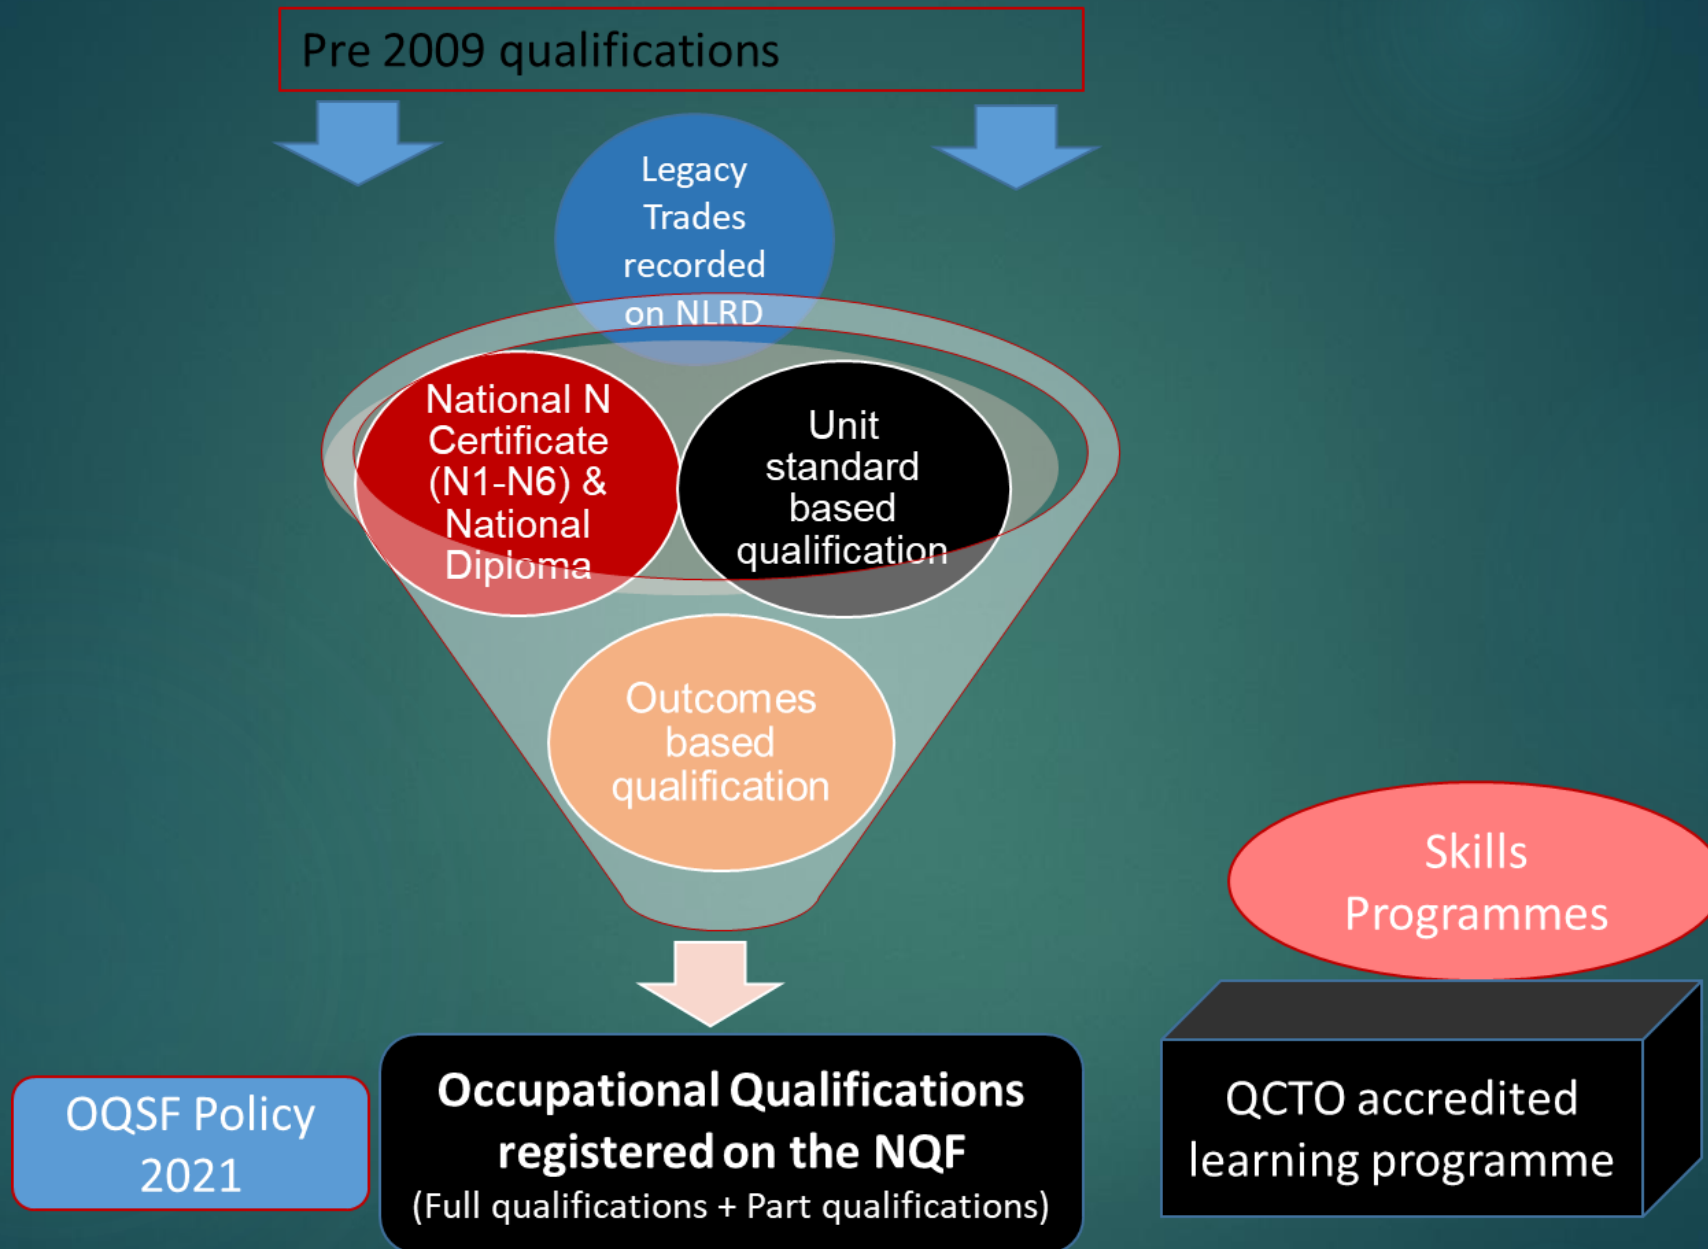 Pre 2009 qualifications
Legacy
Trades
recorded
on NLRD
National N
Certificate
(N1-N6) &
National
Diploma
Unit
standard
based
qualification
Outcomes
based
qualification
Skills
Programmes
OQSF Policy
2021
Occupational Qualifications
registered on the NQF
(Full qualifications + Part qualifications)
QCTO accredited
learning programme